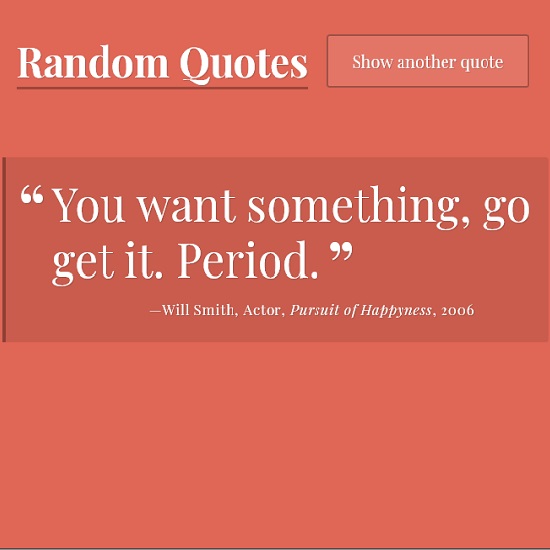 Random Quotes
Show another quote
“ You want something, go
get it. Period. ”
—Will Smith, Actor, Pursuit of Happyness, 2006